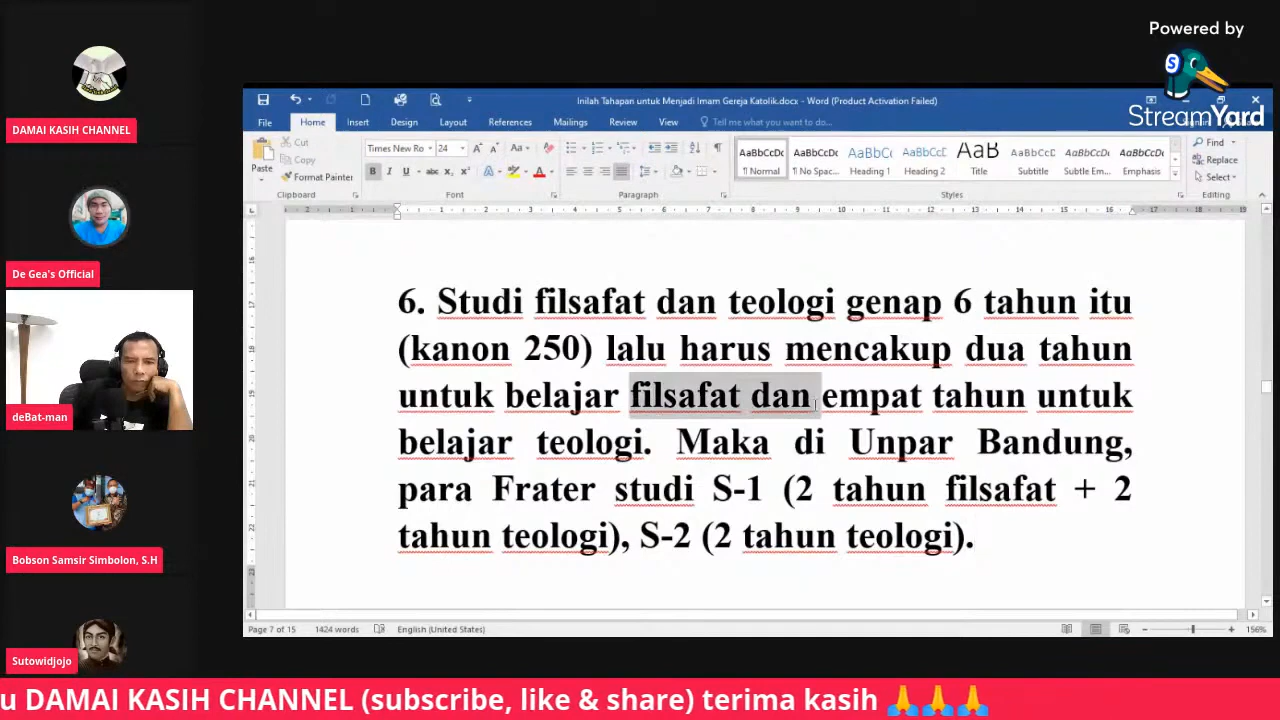 Powered by
StreamYard
DAMAI KASIH CHANNEL
De Gea's Official
deBat-man
Bobson Samsir Simbolon, S.H
Sutowidjojo
Inilah Tahapan untuk Menjadi Imam Gereja Katolik.docx - Word (Product Activation Failed)
File Home Insert Design Layout References Mailings Review View Tell me what you want to do...
Paste
Cut
Copy
Format Painter
Clipboard
Times New Ro 24
Font
Paragraph
AaBbCcDc AaBbCcDc AaBbC( AaBbCcC AaB AaBbCcC AaBbCcDc AaBbCcDc
¶ Normal ¶ No Spac... Heading 1 Heading 2 Title Subtitle Subtle Em... Emphasis
Styles
Find
Replace
Select
Editing
6. Studi filsafat dan teologi genap 6 tahun itu
(kanon 250) lalu harus mencakup dua tahun
untuk belajar filsafat dan empat tahun untuk
belajar teologi. Maka di Unpar Bandung,
para Frater studi S-1 (2 tahun filsafat + 2
tahun teologi), S-2 (2 tahun teologi).
Page 7 of 15 1424 words English (United States) 156%
u DAMAI KASIH CHANNEL (subscribe, like & share) terima kasih 🙏🙏🙏